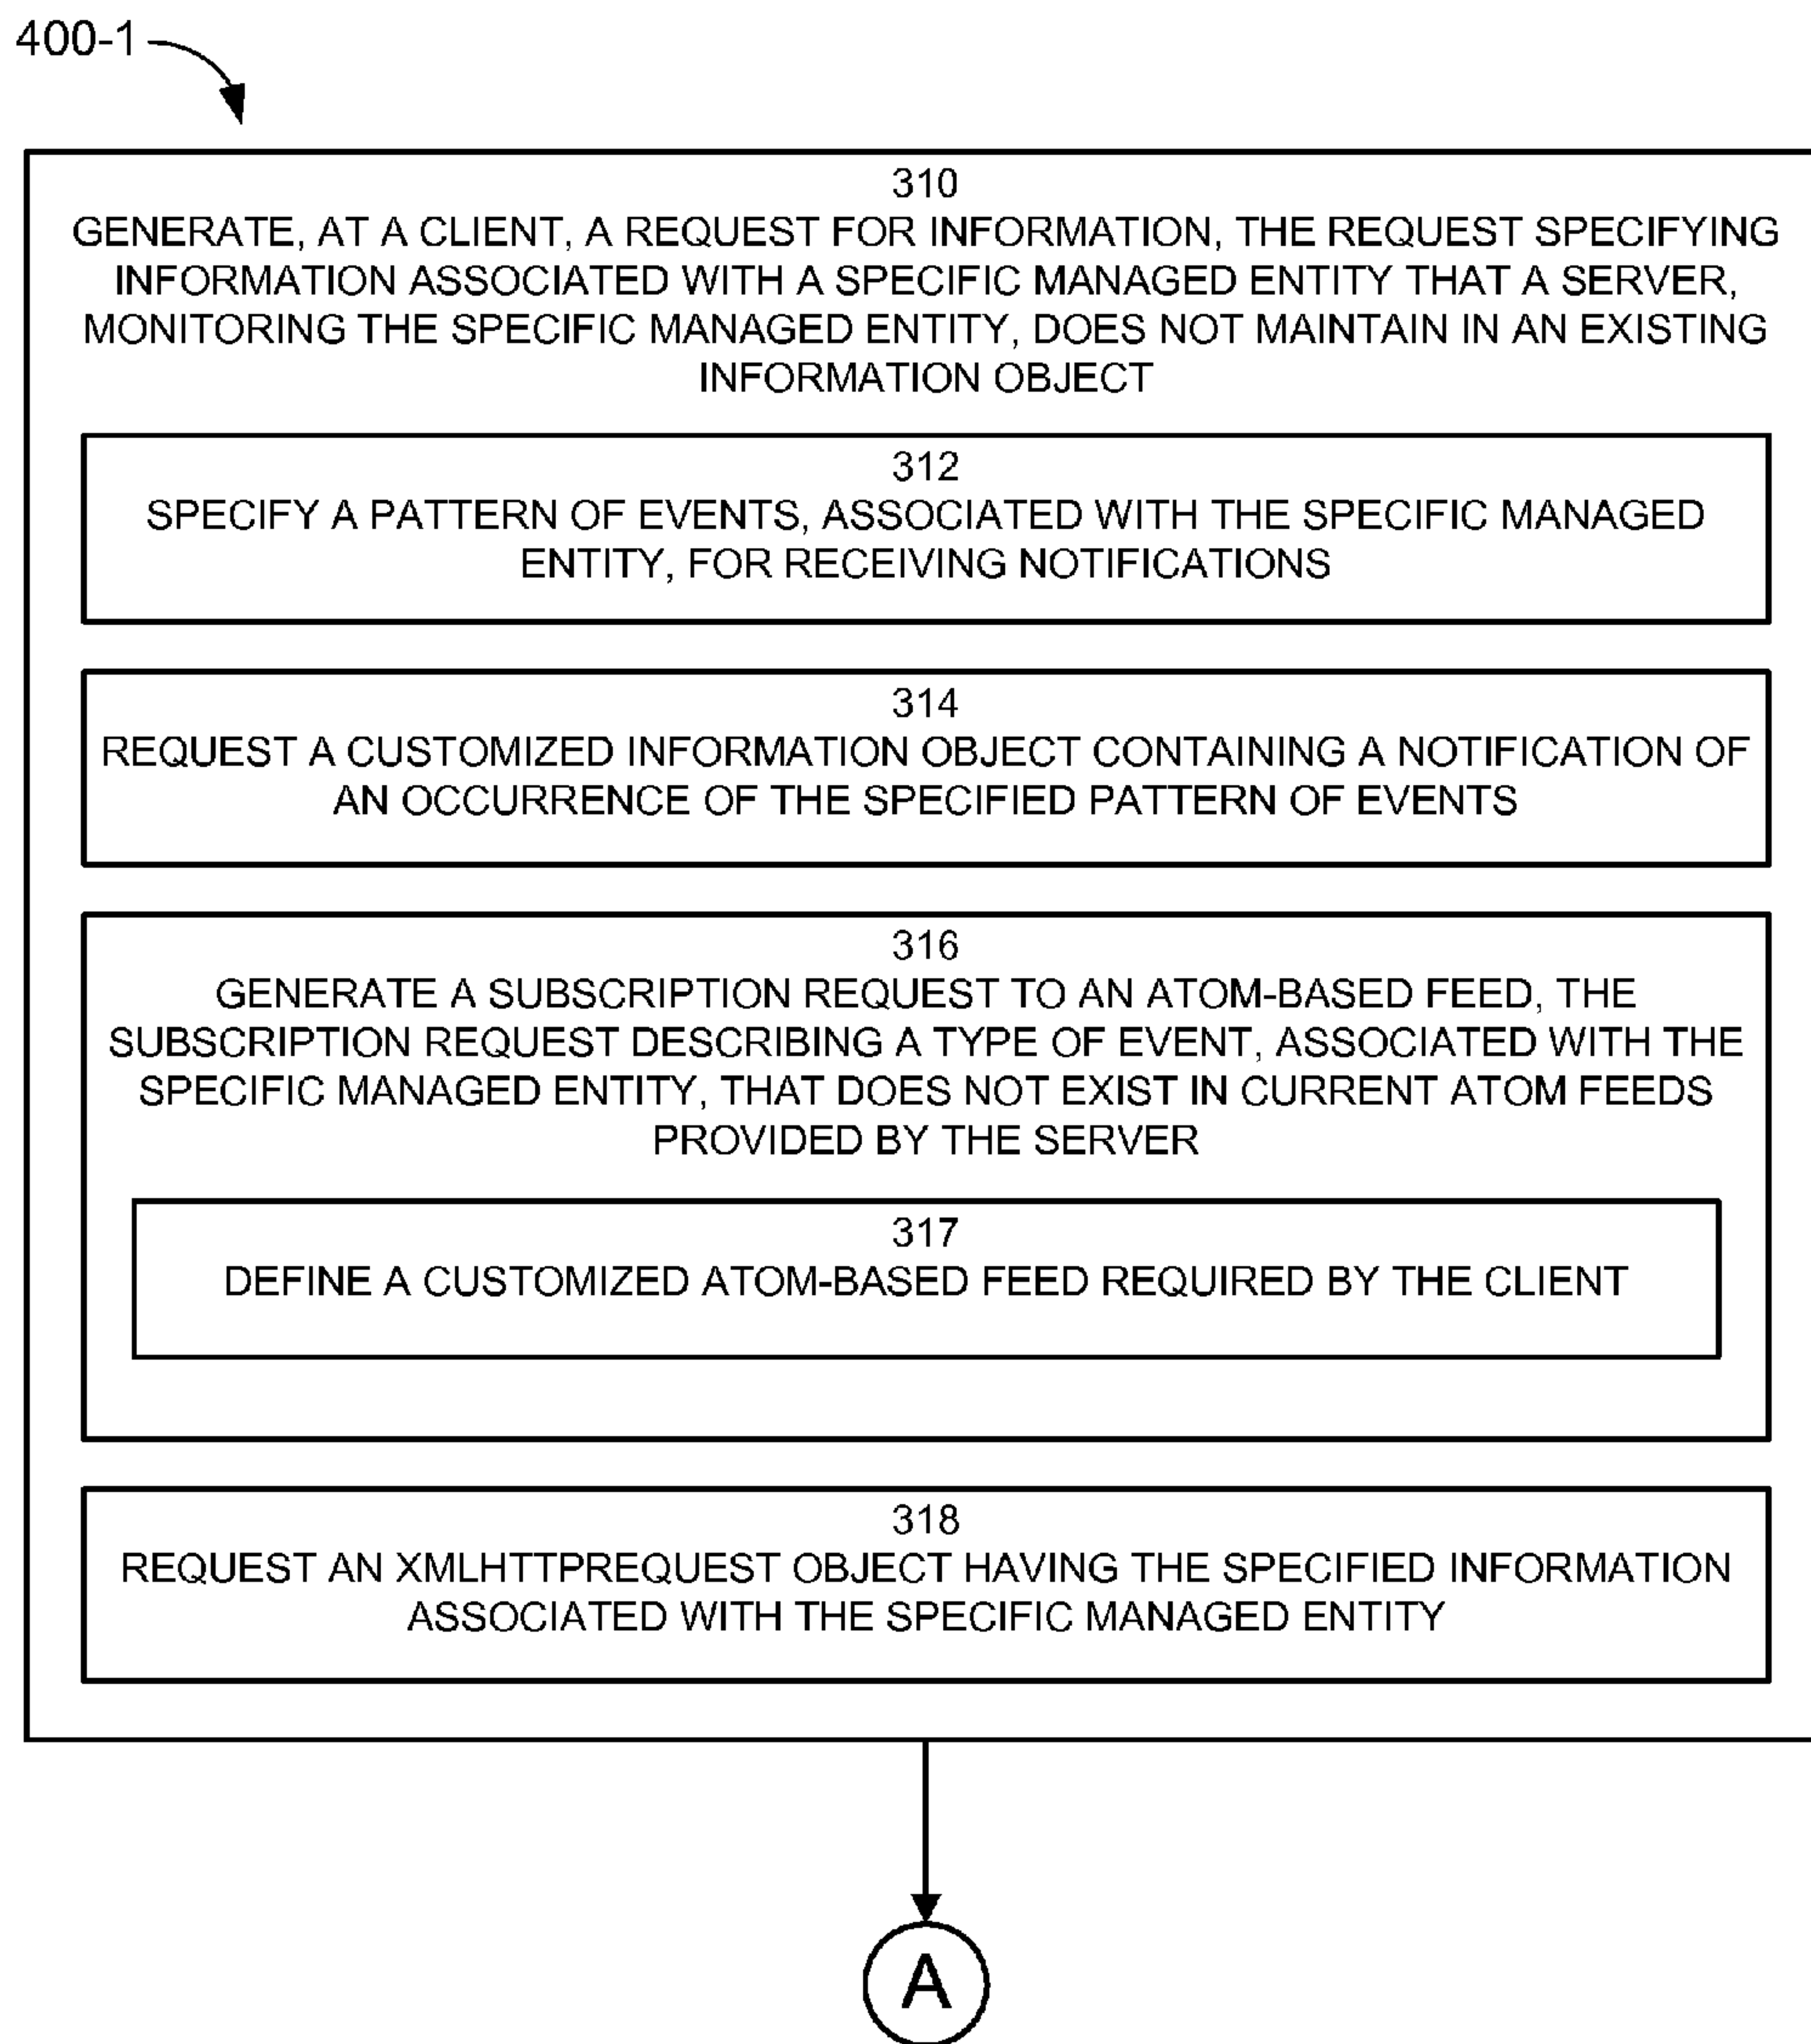 400-1
310
GENERATE, AT A CLIENT, A REQUEST FOR INFORMATION, THE REQUEST SPECIFYING
INFORMATION ASSOCIATED WITH A SPECIFIC MANAGED ENTITY THAT A SERVER,
MONITORING THE SPECIFIC MANAGED ENTITY, DOES NOT MAINTAIN IN AN EXISTING
INFORMATION OBJECT
312
SPECIFY A PATTERN OF EVENTS, ASSOCIATED WITH THE SPECIFIC MANAGED
ENTITY, FOR RECEIVING NOTIFICATIONS
314
REQUEST A CUSTOMIZED INFORMATION OBJECT CONTAINING A NOTIFICATION OF
AN OCCURRENCE OF THE SPECIFIED PATTERN OF EVENTS
316
GENERATE A SUBSCRIPTION REQUEST TO AN ATOM-BASED FEED, THE
SUBSCRIPTION REQUEST DESCRIBING A TYPE OF EVENT, ASSOCIATED WITH THE
SPECIFIC MANAGED ENTITY, THAT DOES NOT EXIST IN CURRENT ATOM FEEDS
PROVIDED BY THE SERVER
317
DEFINE A CUSTOMIZED ATOM-BASED FEED REQUIRED BY THE CLIENT
318
REQUEST AN XMLHTTPREQUEST OBJECT HAVING THE SPECIFIED INFORMATION
ASSOCIATED WITH THE SPECIFIC MANAGED ENTITY
A